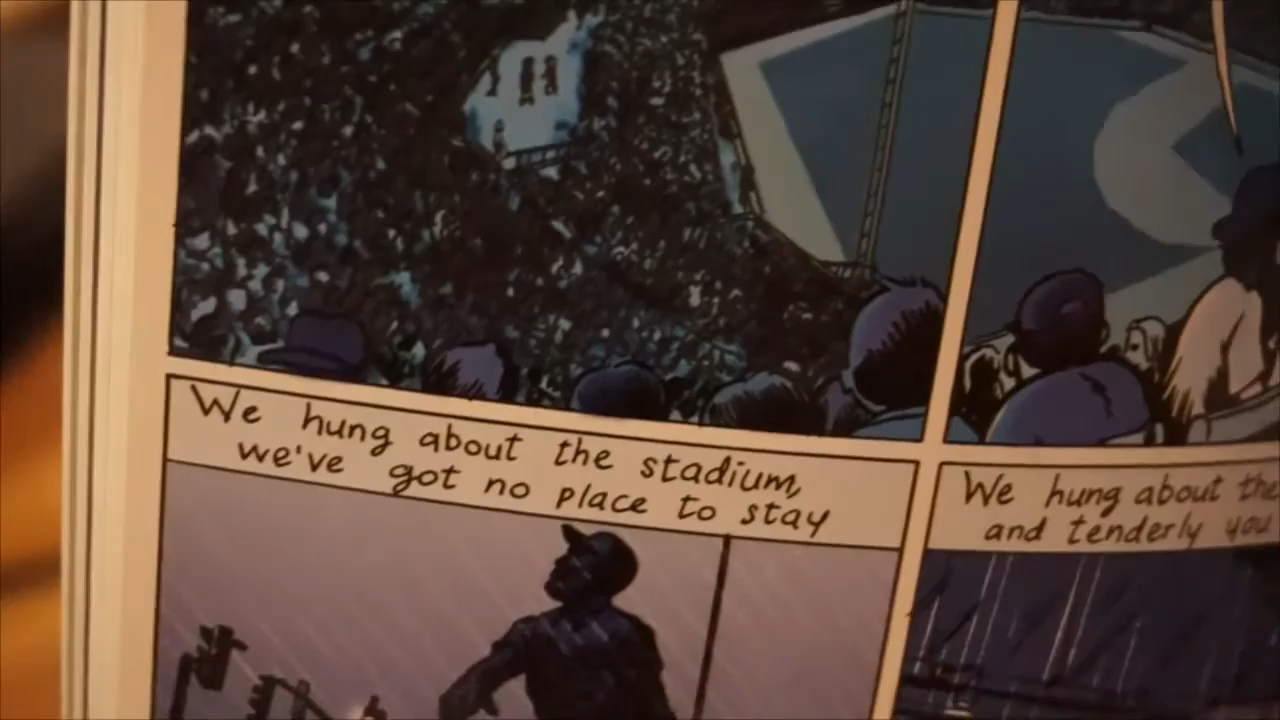 We hung about the stadium,
we've got no place to stay
We hung about the
and tenderly you